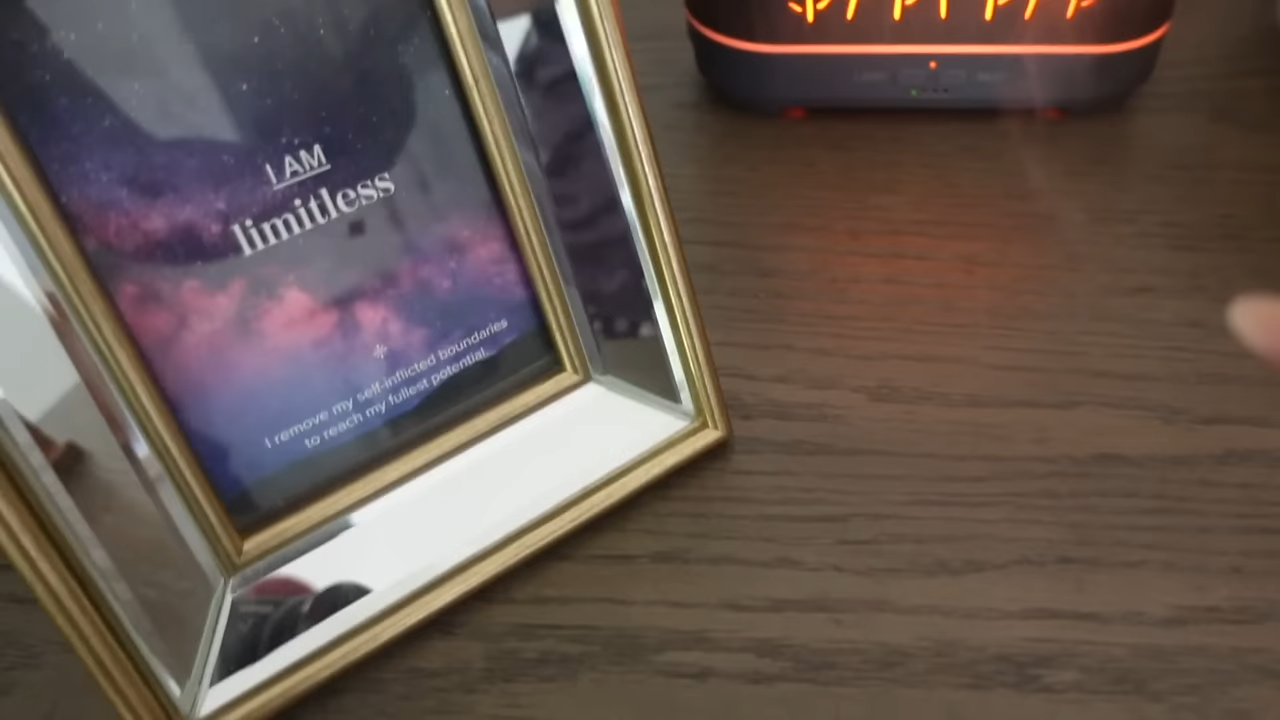 I AM
limitless
I remove my self-inflicted boundaries
to reach my fullest potential.